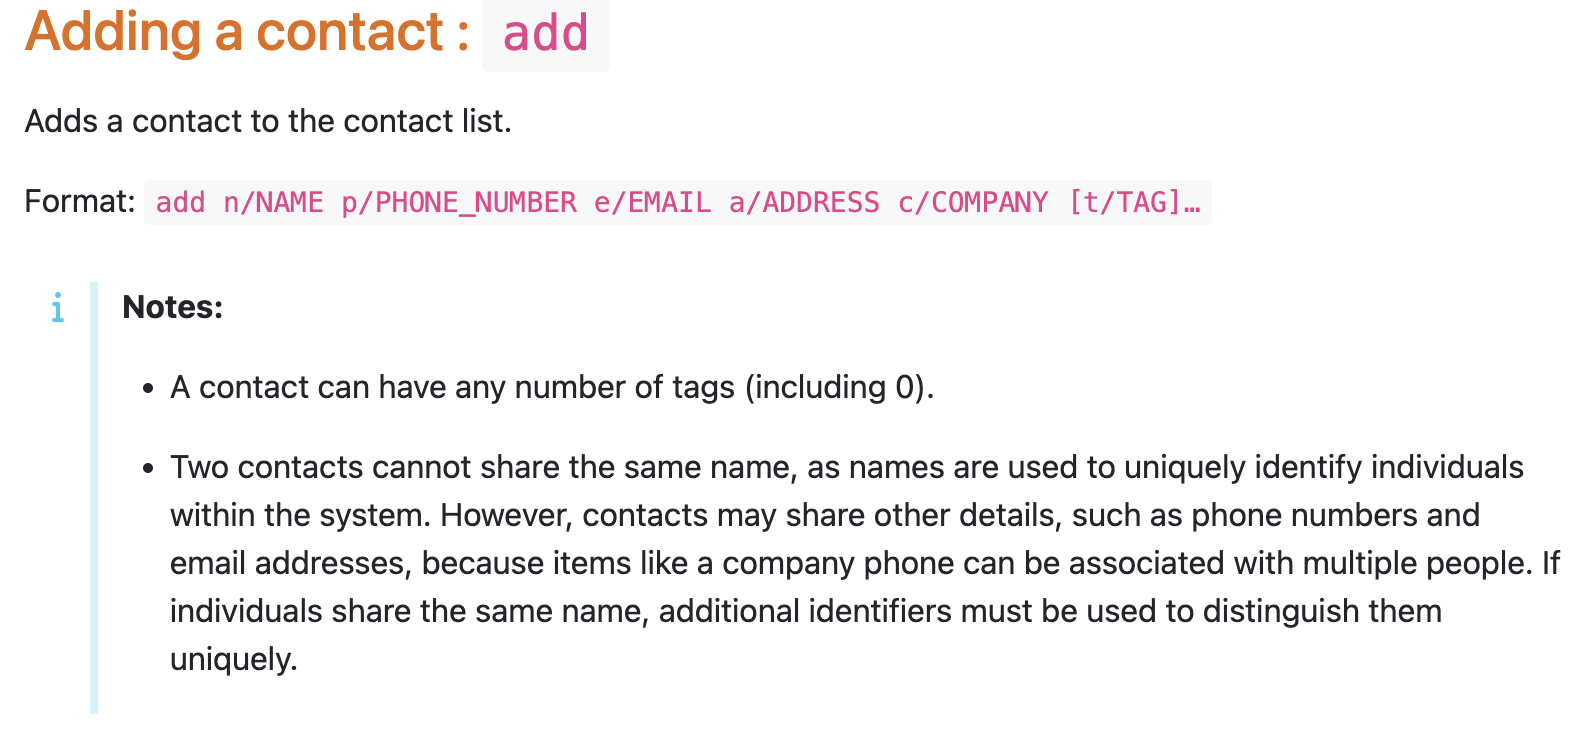 Adding a contact : add
Adds a contact to the contact list.
Format: add n/NAME p/PHONE_NUMBER e/EMAIL a/ADDRESS c/COMPANY [t/TAG]…
i Notes:
• A contact can have any number of tags (including 0).
• Two contacts cannot share the same name, as names are used to uniquely identify individuals
within the system. However, contacts may share other details, such as phone numbers and
email addresses, because items like a company phone can be associated with multiple people. If
individuals share the same name, additional identifiers must be used to distinguish them
uniquely.